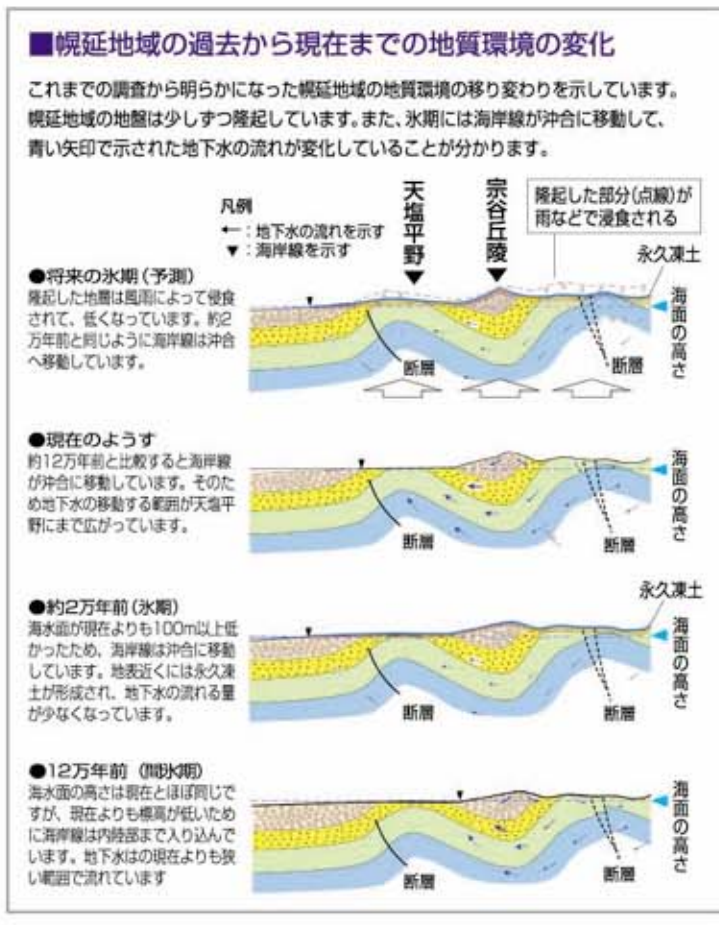 ■幌延地域の過去から現在までの地質環境の変化
これまでの調査から明らかになった幌延地域の地質環境の移り変わりを示しています。
幌延地域の地盤は少しずつ隆起しています。また、氷期には海岸線が沖合に移動して、
青い矢印で示された地下水の流れが変化していることが分かります。
凡例
←：地下水の流れを示す
▼：海岸線を示す
天塩平野▼
宗谷丘陵▼
隆起した部分(点線)が
雨などで浸食される
●将来の氷期(予測)
隆起した地層は風雨によって侵食
されて、低くなっています。約2
万年前と同じように海岸線は沖合
へ移動しています。
永久凍土
海面の高さ
断層
断層
●現在のようす
約12万年前と比較すると海岸線
が沖合に移動しています。そのた
め地下水の移動する範囲が天塩平
野にまで広がっています。
海面の高さ
断層
断層
●約2万年前(氷期)
海水面が現在よりも100m以上低
かったため、海岸線は沖合に移動
しています。地表近くには永久凍
土が形成され、地下水の流れる量
が少なくなっています。
永久凍土
海面の高さ
断層
断層
●12万年前 (間氷期)
海水面の高さは現在とほぼ同じで
すが、現在よりも標高が低いため
に海岸線は内陸部まで入り込んで
います。地下水はの現在よりも狭
い範囲で流れています
海面の高さ
断層
断層